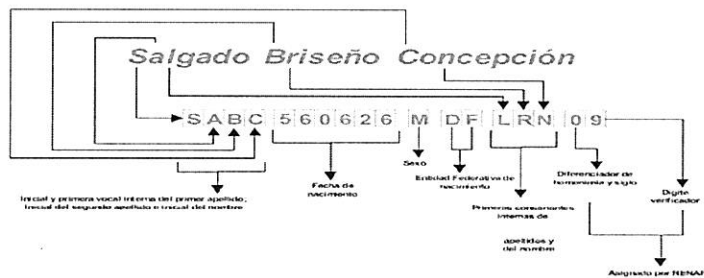 Salgado Briseño Concepción
S A B C 5 6 0 6 2 6 M D F L R N 0 9
Sexo
Entidad Federativa de nacimiento
Diferenciador de homonimia y siglo
Fecha de nacimiento
Digito verificador
Inicial y primera vocal interna del primer apellido;
Inicial del segundo apellido e inicial del nombre
Primeras consonantes internas de
apellidos y
del nombre
Asignado por RENAPO